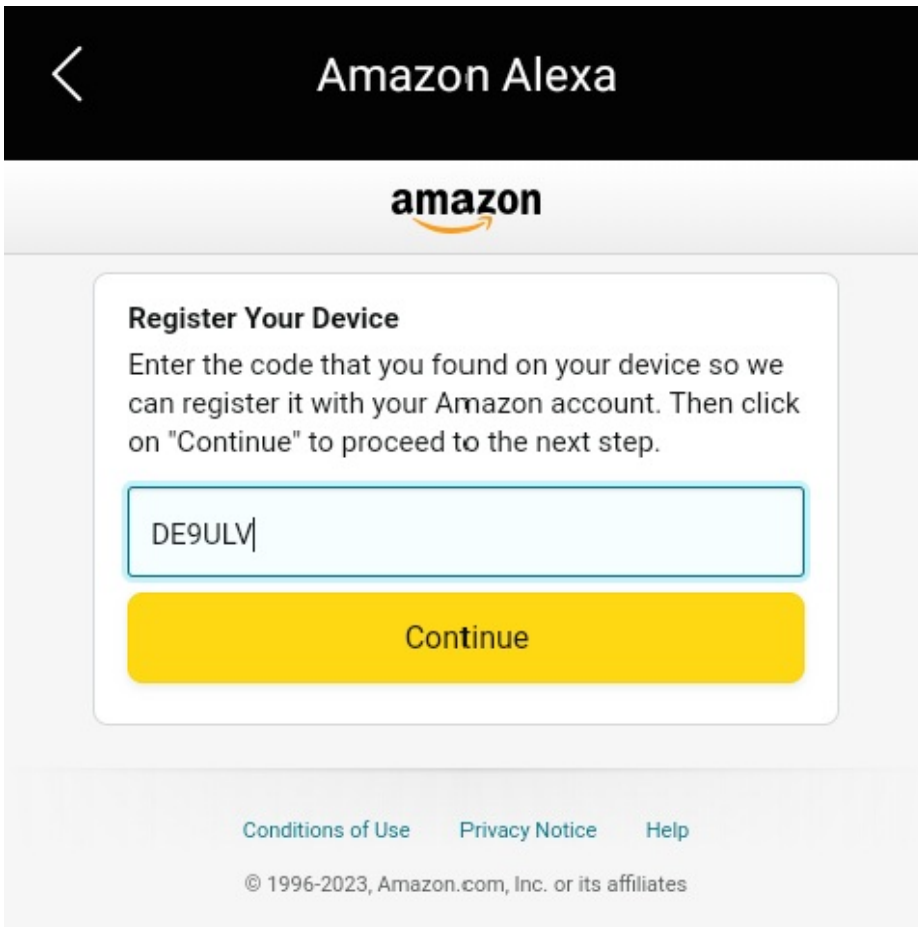 Amazon Alexa
amazon
Register Your Device
Enter the code that you found on your device so we
can register it with your Amazon account. Then click
on "Continue" to proceed to the next step.
DE9ULV
Continue
Conditions of Use Privacy Notice Help
© 1996-2023, Amazon.com, Inc. or its affiliates